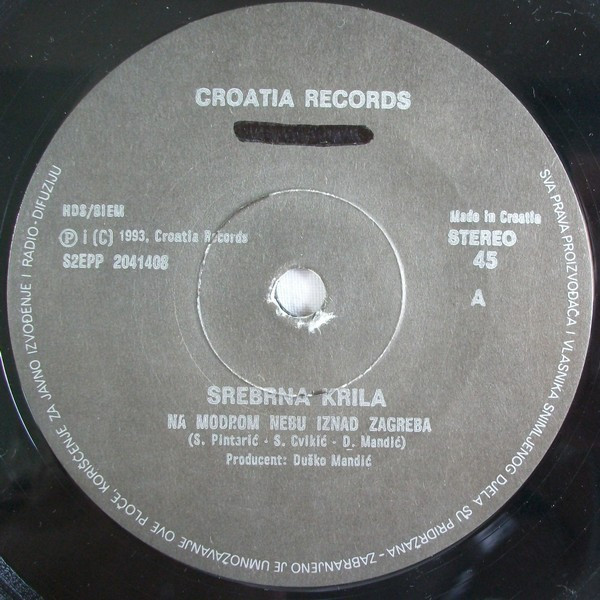 CROATIA RECORDS
HDS/BIEM
Ⓟ i (C) 1993, Croatia Records
S2EPP 2041408
Made in Croatia
STEREO
45
A
SREBRNA KRILA
NA MODROM NEBU IZNAD ZAGREBA
(S. Pintarić - S. Cvikić - D. Mandić)
Producent: Duško Mandić
SVA PRAVA PROIZVOĐAČA I VLASNIKA SNIMLJENOG DJELA SU PRIDRŽANA - ZABRANJENO JE UMNOŽAVANJE OVE PLOČE, KORIŠĆENJE ZA JAVNO IZVOĐENJE I RADIO-DIFUZIJU